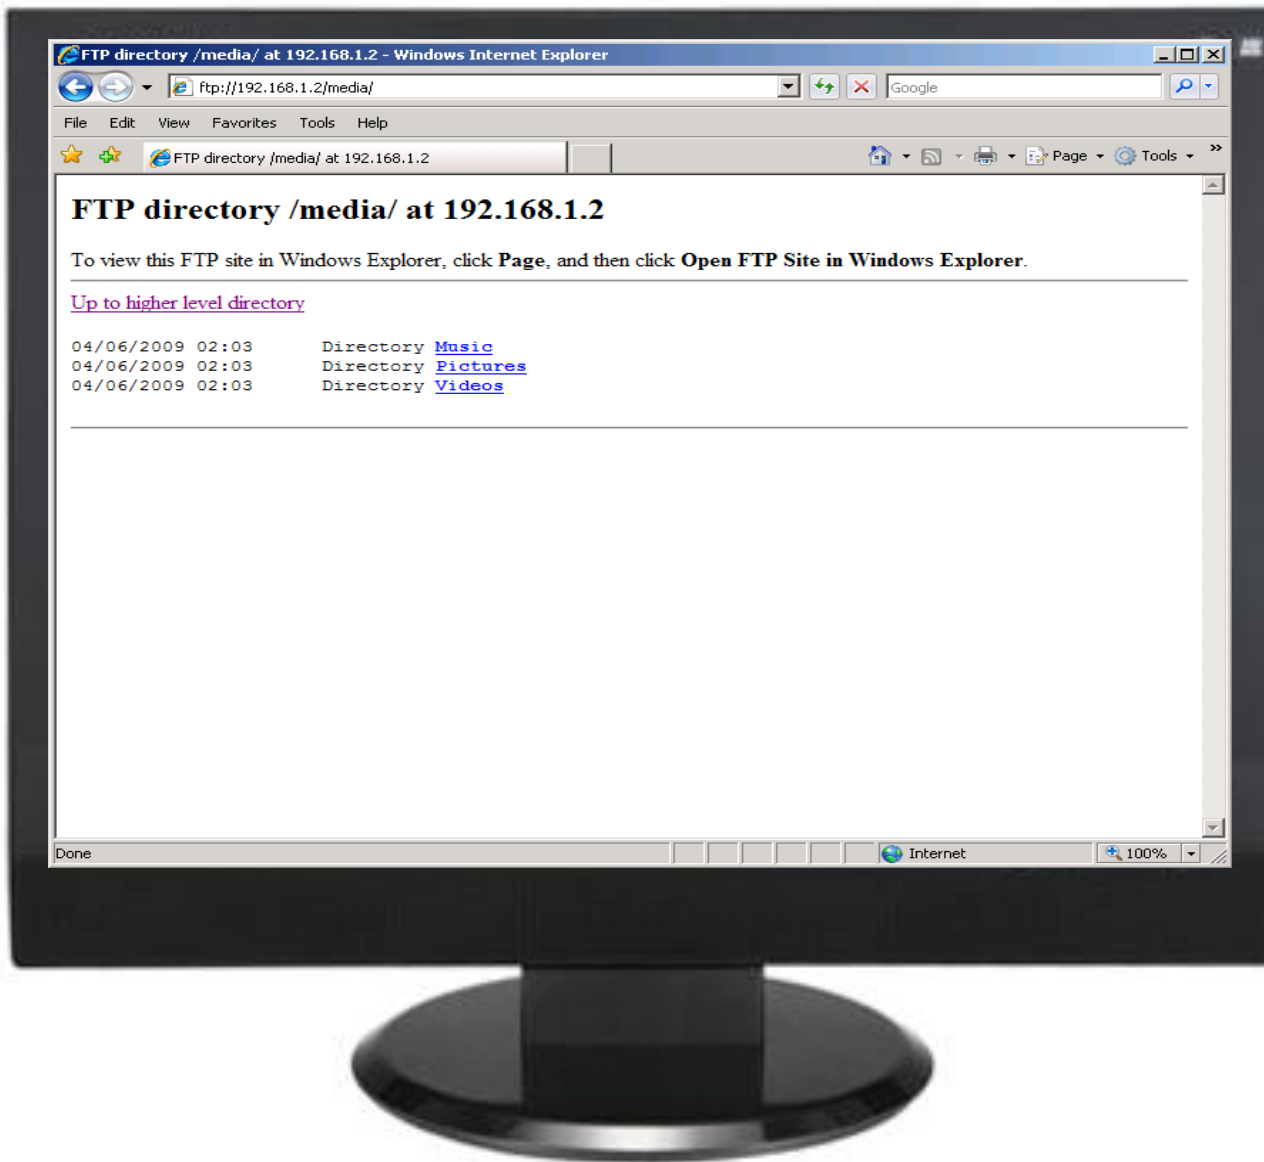 FTP directory /media/ at 192.168.1.2 - Windows Internet Explorer
ftp://192.168.1.2/media/ Google
File Edit View Favorites Tools Help
FTP directory /media/ at 192.168.1.2 Page Tools »
FTP directory /media/ at 192.168.1.2
To view this FTP site in Windows Explorer, click Page, and then click Open FTP Site in Windows Explorer.
Up to higher level directory
04/06/2009 02:03 Directory Music
04/06/2009 02:03 Directory Pictures
04/06/2009 02:03 Directory Videos
Done Internet 100%